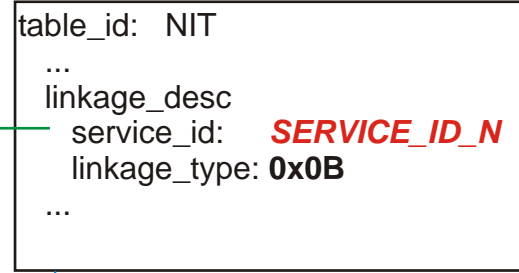 table_id: NIT
...
linkage_desc
service_id: SERVICE_ID_N
linkage_type: 0x0B
...